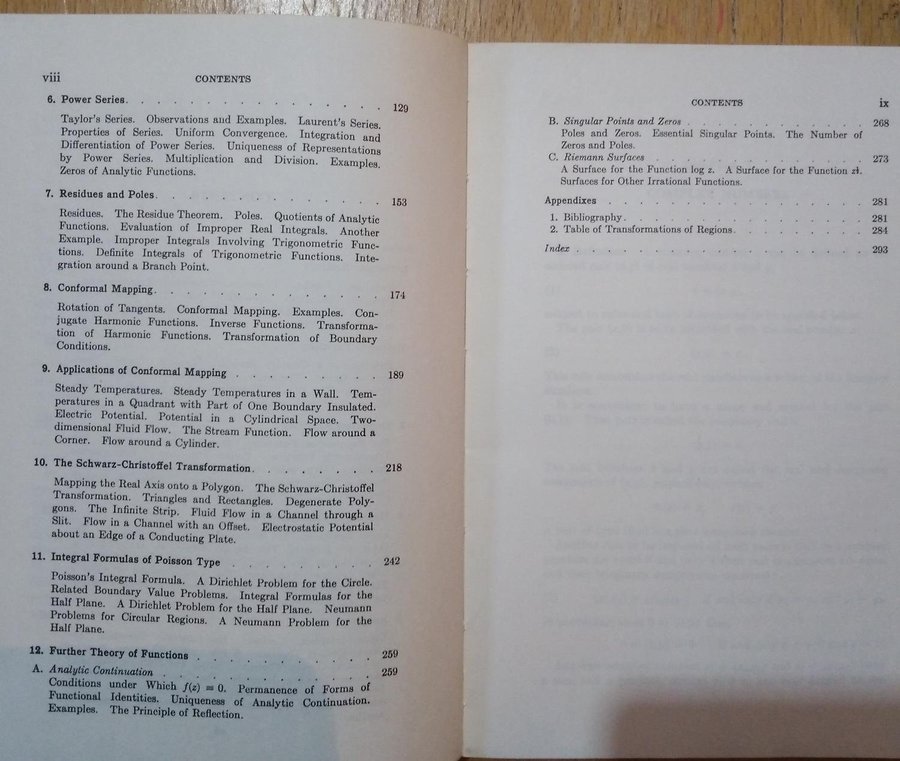 viii CONTENTS
6. Power Series. . . . . . . . . . . . . . . . 129
Taylor's Series. Observations and Examples. Laurent's Series.
Properties of Series. Uniform Convergence. Integration and
Differentiation of Power Series. Uniqueness of Representations
by Power Series. Multiplication and Division. Examples.
Zeros of Analytic Functions.
7. Residues and Poles. . . . . . . . . . . . . . 153
Residues. The Residue Theorem. Poles. Quotients of Analytic
Functions. Evaluation of Improper Real Integrals. Another
Example. Improper Integrals Involving Trigonometric Func-
tions. Definite Integrals of Trigonometric Functions. Inte-
gration around a Branch Point.
8. Conformal Mapping. . . . . . . . . . . . . . 174
Rotation of Tangents. Conformal Mapping. Examples. Con-
jugate Harmonic Functions. Inverse Functions. Transforma-
tion of Harmonic Functions. Transformation of Boundary
Conditions.
9. Applications of Conformal Mapping . . . . . . . . . 189
Steady Temperatures. Steady Temperatures in a Wall. Tem-
peratures in a Quadrant with Part of One Boundary Insulated.
Electric Potential. Potential in a Cylindrical Space. Two-
dimensional Fluid Flow. The Stream Function. Flow around a
Corner. Flow around a Cylinder.
10. The Schwarz-Christoffel Transformation. . . . . . . . 218
Mapping the Real Axis onto a Polygon. The Schwarz-Christoffel
Transformation. Triangles and Rectangles. Degenerate Poly-
gons. The Infinite Strip. Fluid Flow in a Channel through a
Slit. Flow in a Channel with an Offset. Electrostatic Potential
about an Edge of a Conducting Plate.
11. Integral Formulas of Poisson Type . . . . . . . . . 242
Poisson's Integral Formula. A Dirichlet Problem for the Circle.
Related Boundary Value Problems. Integral Formulas for the
Half Plane. A Dirichlet Problem for the Half Plane. Neumann
Problems for Circular Regions. A Neumann Problem for the
Half Plane.
12. Further Theory of Functions . . . . . . . . . . . 259
A. Analytic Continuation . . . . . . . . . . . . . 259
Conditions under Which f(z) ≡ 0. Permanence of Forms of
Functional Identities. Uniqueness of Analytic Continuation.
Examples. The Principle of Reflection.
CONTENTS ix
B. Singular Points and Zeros . . . . . . . . . . . 268
Poles and Zeros. Essential Singular Points. The Number of
Zeros and Poles.
C. Riemann Surfaces . . . . . . . . . . . . . 273
A Surface for the Function log z. A Surface for the Function z½.
Surfaces for Other Irrational Functions.
Appendixes . . . . . . . . . . . . . . . . 281
1. Bibliography. . . . . . . . . . . . . . . 281
2. Table of Transformations of Regions. . . . . . . . 284
Index . . . . . . . . . . . . . . . . . 293